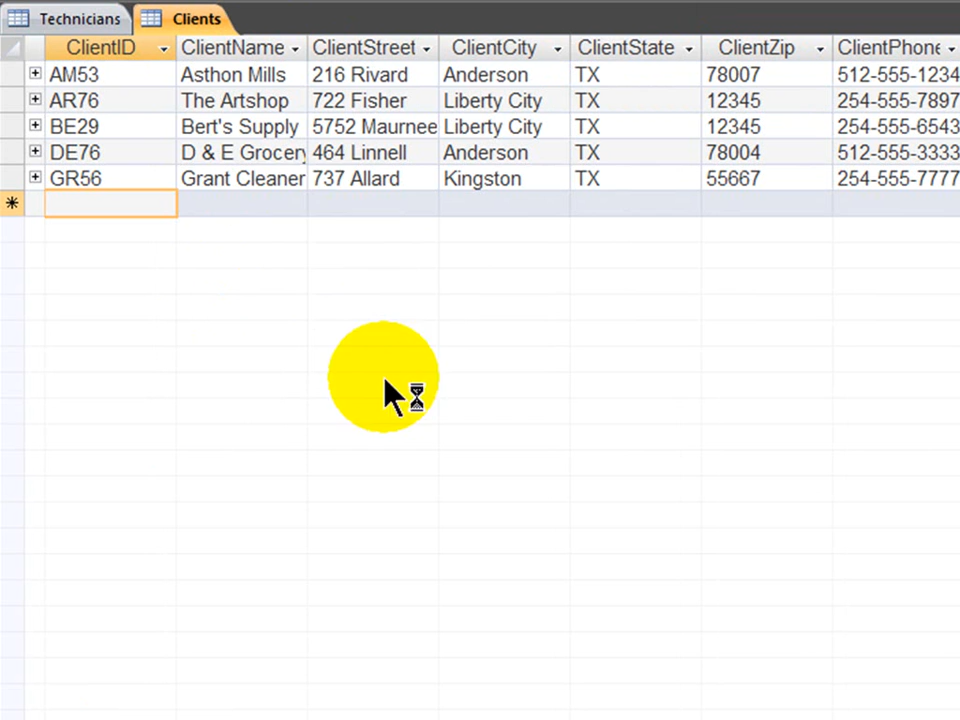 Technicians Clients
ClientID ClientName ClientStreet ClientCity ClientState ClientZip ClientPhone
AM53 Asthon Mills 216 Rivard Anderson TX 78007 512-555-1234
AR76 The Artshop 722 Fisher Liberty City TX 12345 254-555-7897
BE29 Bert's Supply 5752 Maurnee Liberty City TX 12345 254-555-6543
DE76 D & E Grocery 464 Linnell Anderson TX 78004 512-555-3333
GR56 Grant Cleaner 737 Allard Kingston TX 55667 254-555-7777